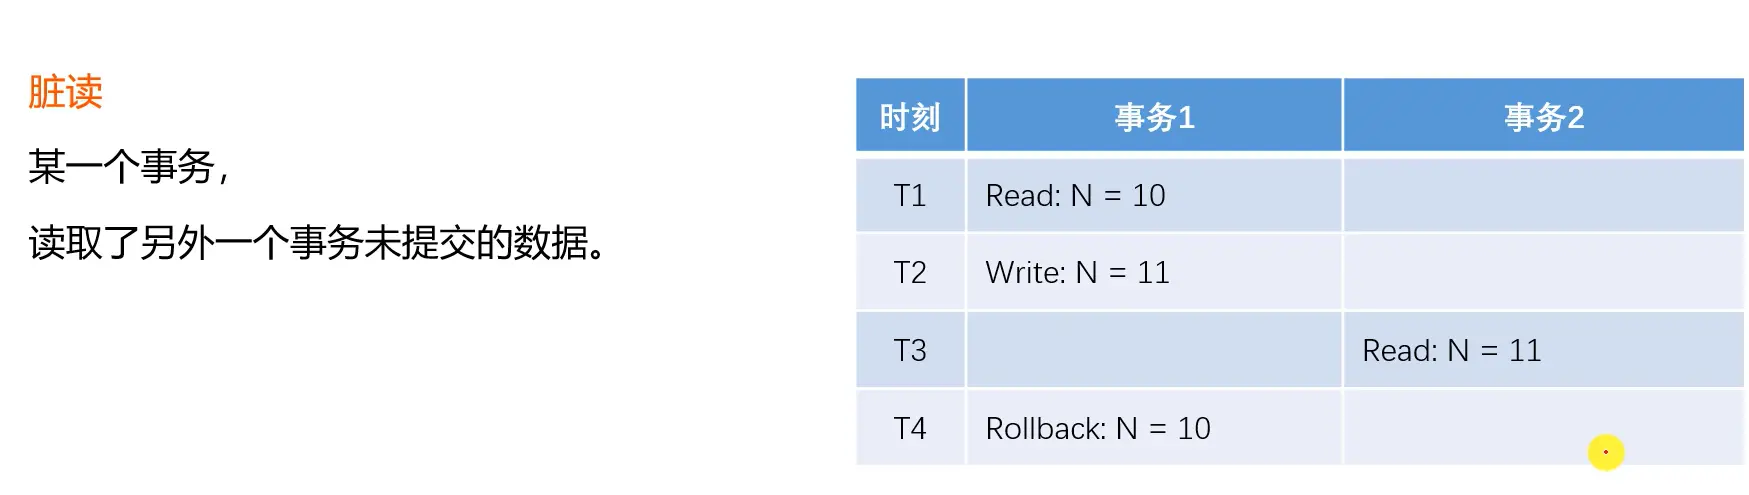 脏读
某一个事务，
读取了另外一个事务未提交的数据。
时刻 事务1 事务2
T1 Read: N = 10
T2 Write: N = 11
T3 Read: N = 11
T4 Rollback: N = 10